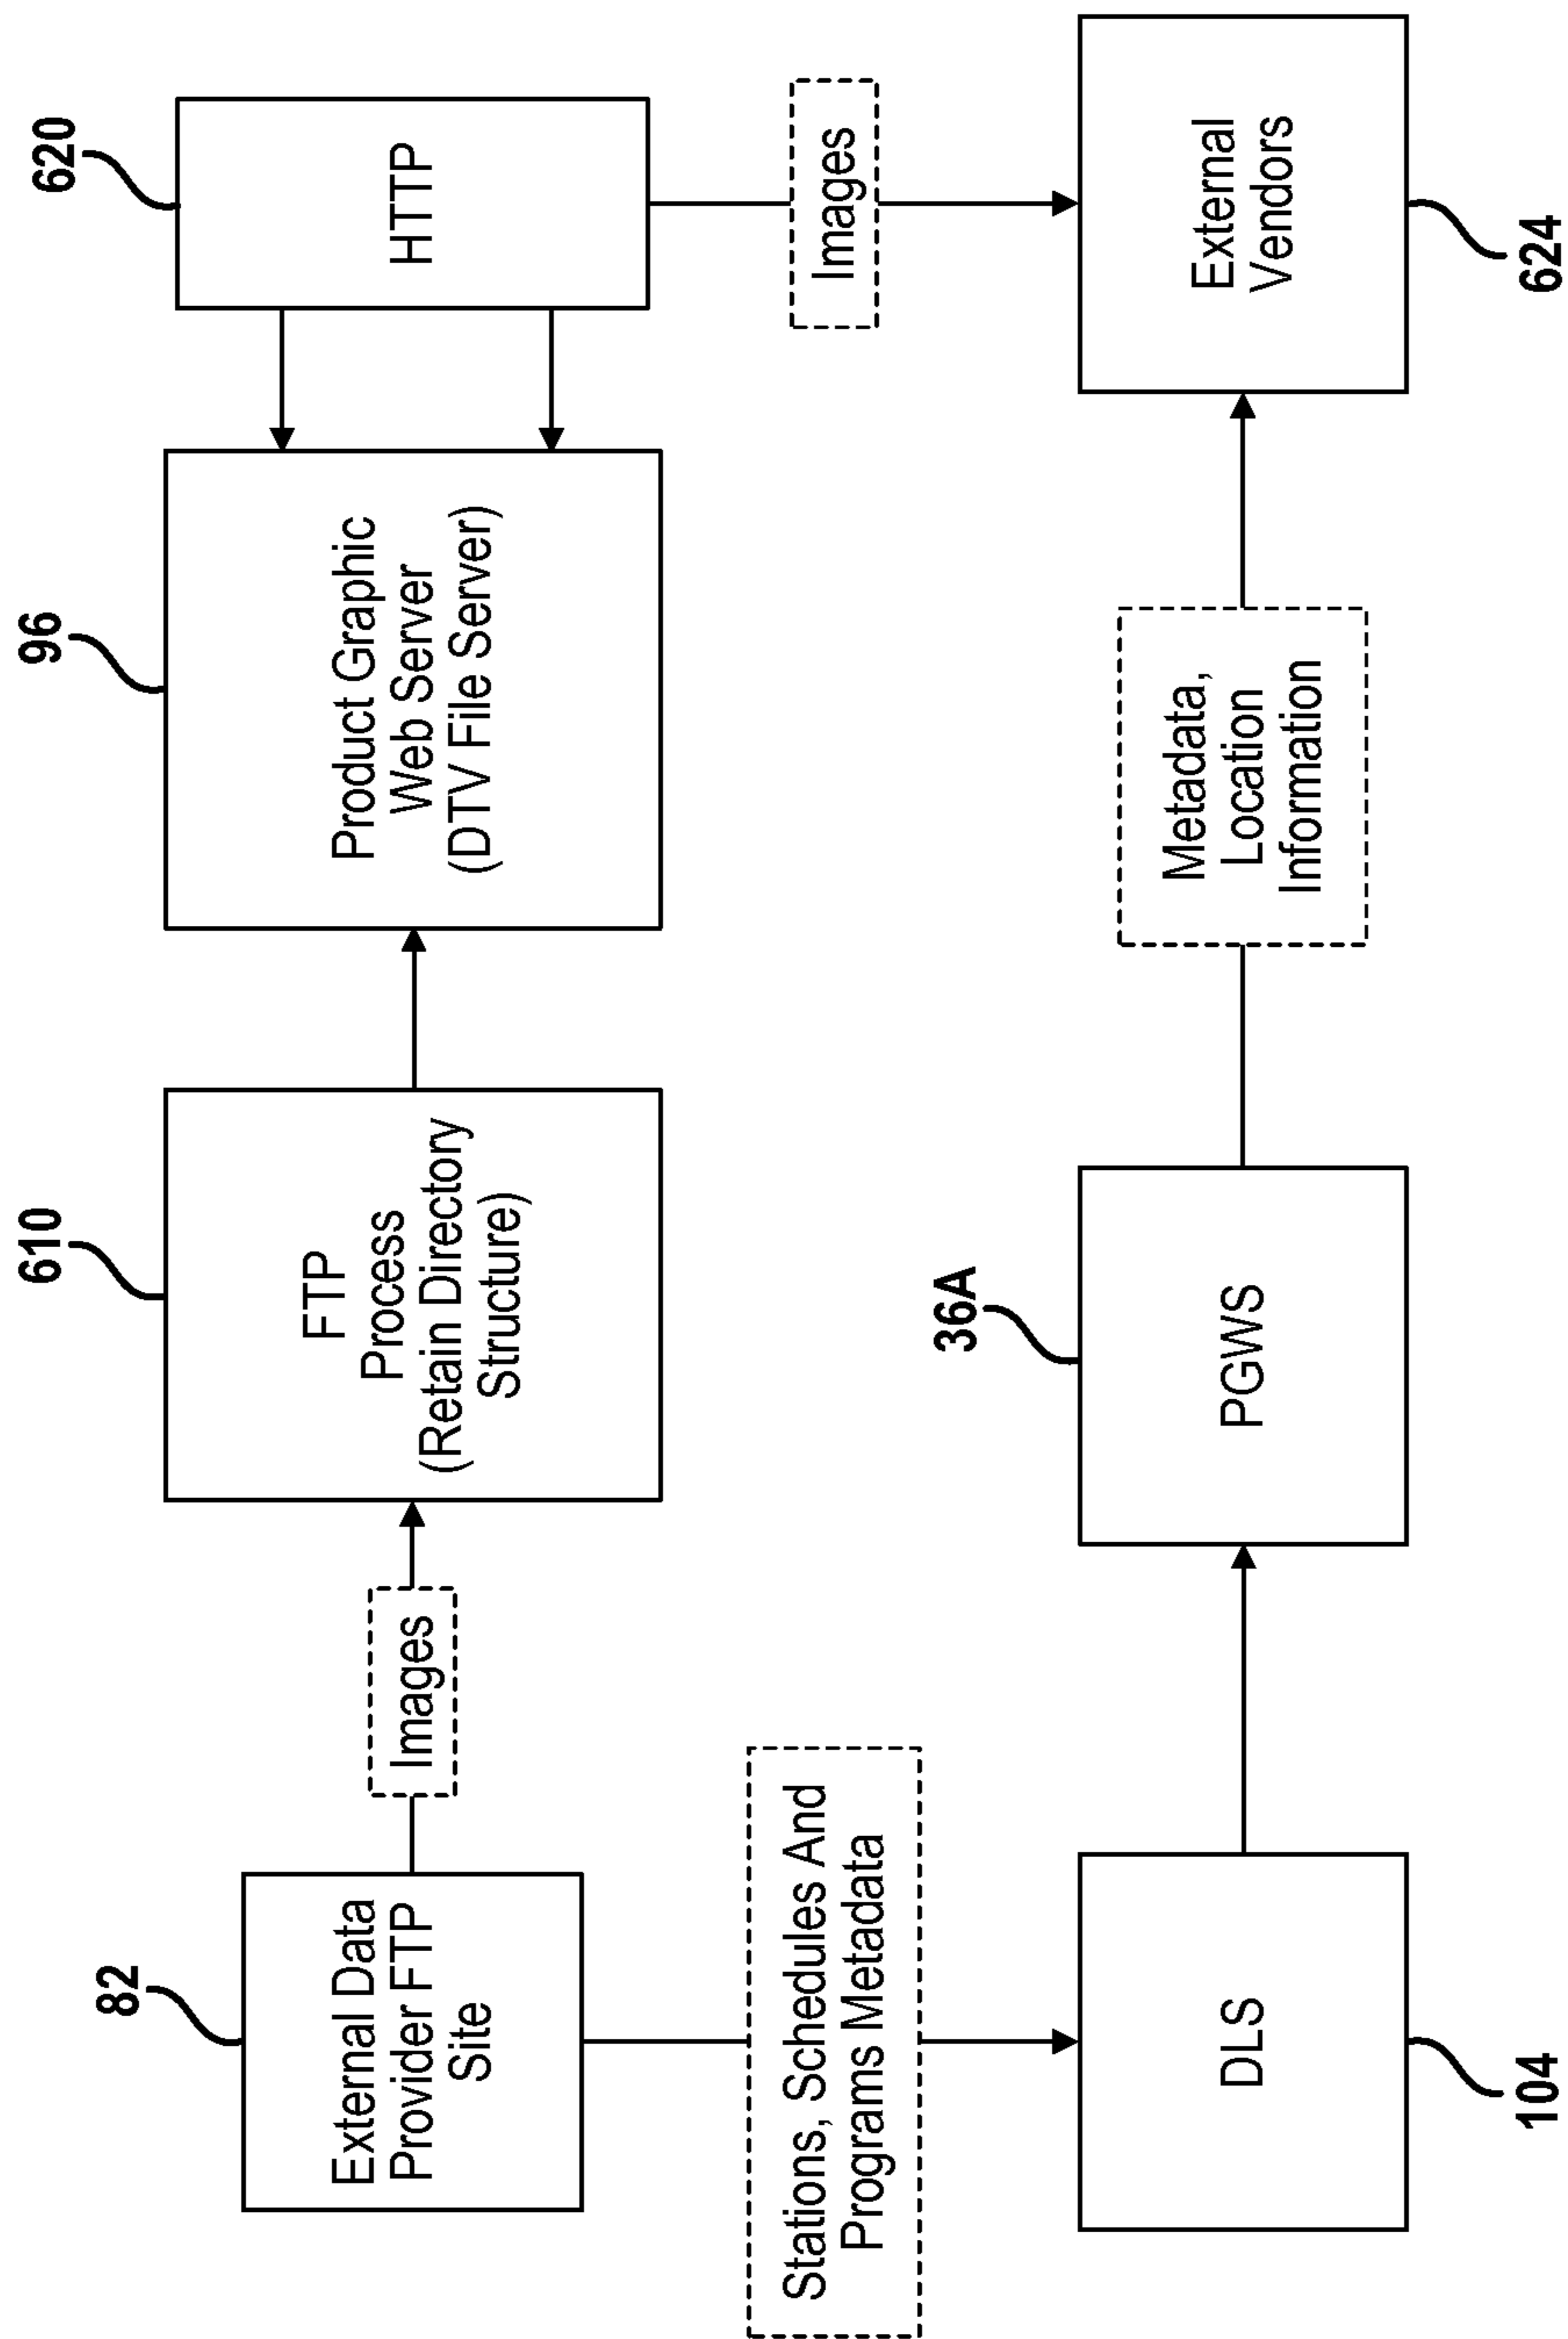 82
External Data
Provider FTP
Site
Images
610
FTP
Process
(Retain Directory
Structure)
96
Product Graphic
Web Server
(DTV File Server)
620
HTTP
Stations, Schedules And
Programs Metadata
Images
DLS
104
36A
PGWS
Metadata,
Location
Information
External
Vendors
624